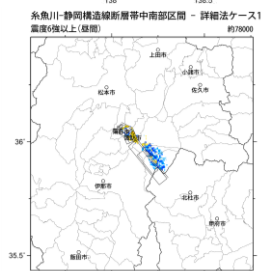 138° 138.5°
糸魚川-静岡構造線断層帯中南部区間 - 詳細法ケース1
震度6強以上(昼間)
約78000
上田市
小諸市
佐久市
松本市
36°
伊那市
北杜市
甲府市
飯田市
35.5°